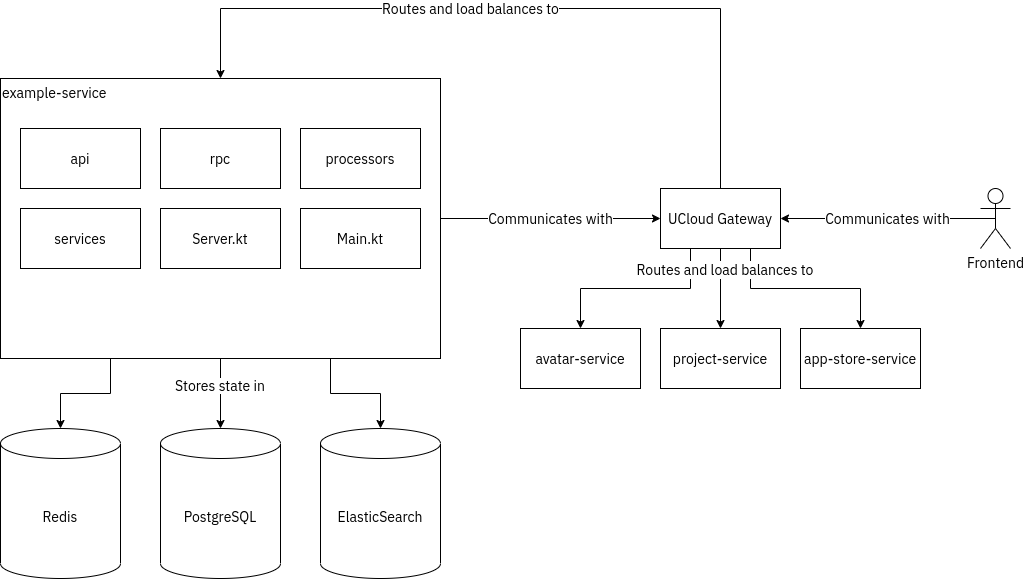 Routes and load balances to
example-service
api
rpc
processors
services
Server.kt
Main.kt
Communicates with
UCloud Gateway
Communicates with
Frontend
Routes and load balances to
avatar-service
project-service
app-store-service
Stores state in
Redis
PostgreSQL
ElasticSearch